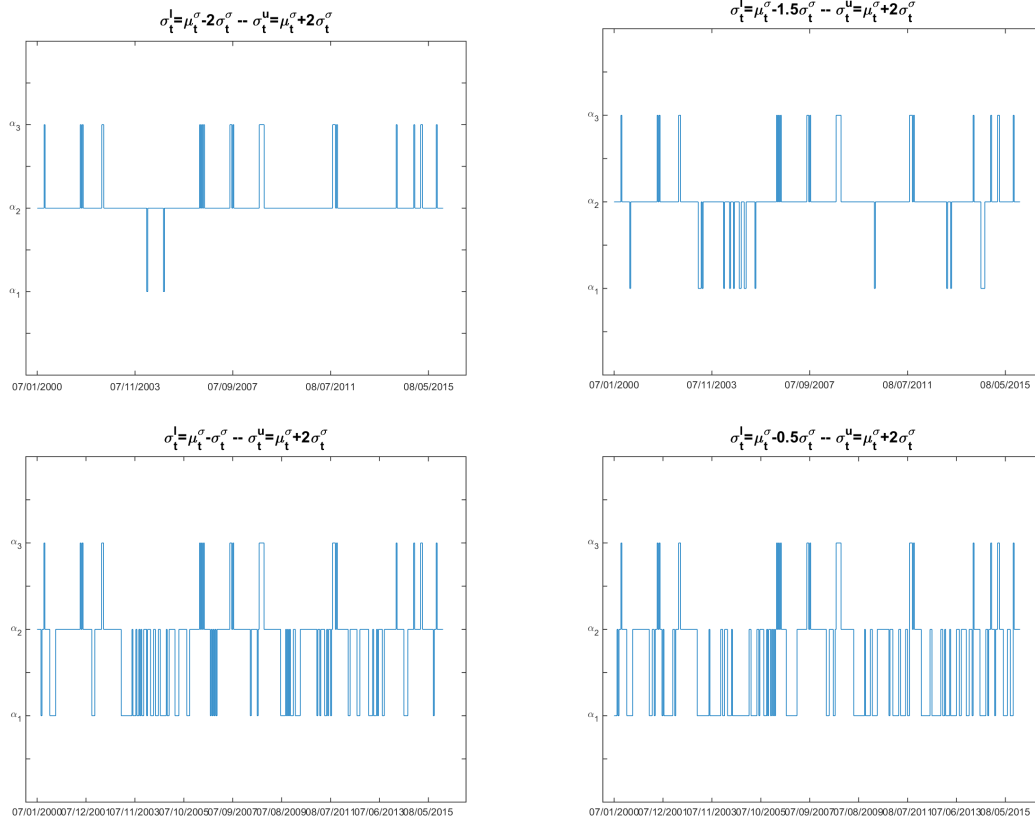 σ_t^l=μ_t^σ-2σ_t^σ -- σ_t^u=μ_t^σ+2σ_t^σ
α_3
α_2
α_1
07/01/2000 07/11/2003 07/09/2007 08/07/2011 08/05/2015
σ_t^l=μ_t^σ-1.5σ_t^σ -- σ_t^u=μ_t^σ+2σ_t^σ
α_3
α_2
α_1
07/01/2000 07/11/2003 07/09/2007 08/07/2011 08/05/2015
σ_t^l=μ_t^σ-σ_t^σ -- σ_t^u=μ_t^σ+2σ_t^σ
α_3
α_2
α_1
07/01/2000 07/12/2001 07/11/2003 07/10/2005 07/09/2007 07/08/2009 08/07/2011 07/06/2013 08/05/2015
σ_t^l=μ_t^σ-0.5σ_t^σ -- σ_t^u=μ_t^σ+2σ_t^σ
α_3
α_2
α_1
07/01/2000 07/12/2001 07/11/2003 07/10/2005 07/09/2007 07/08/2009 08/07/2011 07/06/2013 08/05/2015